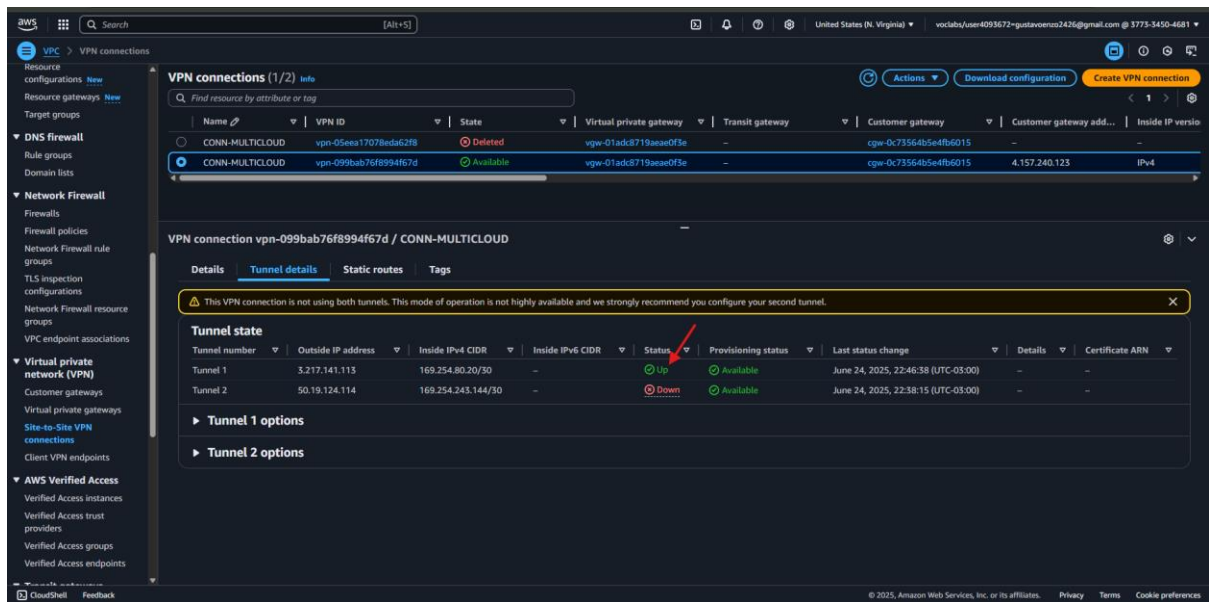 aws Search [Alt+S] United States (N. Virginia) ▼ voclabs/user4093672=gustavoenzo2426@gmail.com @ 3773-3450-4681 ▼
VPC > VPN connections
Resource
configurations New
Resource gateways New
Target groups
DNS firewall
Rule groups
Domain lists
Network Firewall
Firewalls
Firewall policies
Network Firewall rule
groups
TLS inspection
configurations
Network Firewall resource
groups
VPC endpoint associations
Virtual private
network (VPN)
Customer gateways
Virtual private gateways
Site-to-Site VPN
connections
Client VPN endpoints
AWS Verified Access
Verified Access instances
Verified Access trust
providers
Verified Access groups
Verified Access endpoints
VPN connections (1/2) Info
Actions ▼ Download configuration Create VPN connection
Find resource by attribute or tag
< 1 >
Name VPN ID State Virtual private gateway Transit gateway Customer gateway Customer gateway add... Inside IP versio
CONN-MULTICLOUD vpn-05eea17078eda62f8 Deleted vgw-01adc8719aeae0f3e – cgw-0c73564b5e4fb6015 – –
CONN-MULTICLOUD vpn-099bab76f8994f67d Available vgw-01adc8719aeae0f3e – cgw-0c73564b5e4fb6015 4.157.240.123 IPv4
VPN connection vpn-099bab76f8994f67d / CONN-MULTICLOUD
Details Tunnel details Static routes Tags
This VPN connection is not using both tunnels. This mode of operation is not highly available and we strongly recommend you configure your second tunnel.
Tunnel state
Tunnel number Outside IP address Inside IPv4 CIDR Inside IPv6 CIDR Status Provisioning status Last status change Details Certificate ARN
Tunnel 1 3.217.141.113 169.254.80.20/30 – Up Available June 24, 2025, 22:46:38 (UTC-03:00) – –
Tunnel 2 50.19.124.114 169.254.243.144/30 – Down Available June 24, 2025, 22:38:15 (UTC-03:00) – –
Tunnel 1 options
Tunnel 2 options
CloudShell Feedback © 2025, Amazon Web Services, Inc. or its affiliates. Privacy Terms Cookie preferences